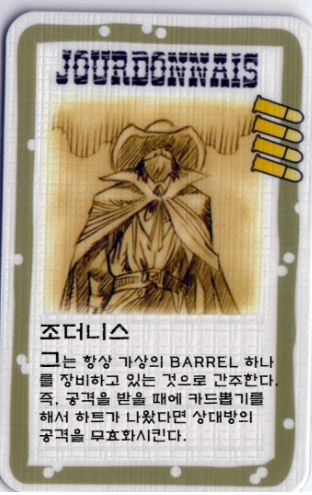 JOURDONNAIS
조더니스
그는 항상 가상의 BARREL 하나
를 장비하고 있는 것으로 간주한다.
즉, 공격을 받을 때에 카드뽑기를
해서 하트가 나왔다면 상대방의
공격을 무효화시킨다.